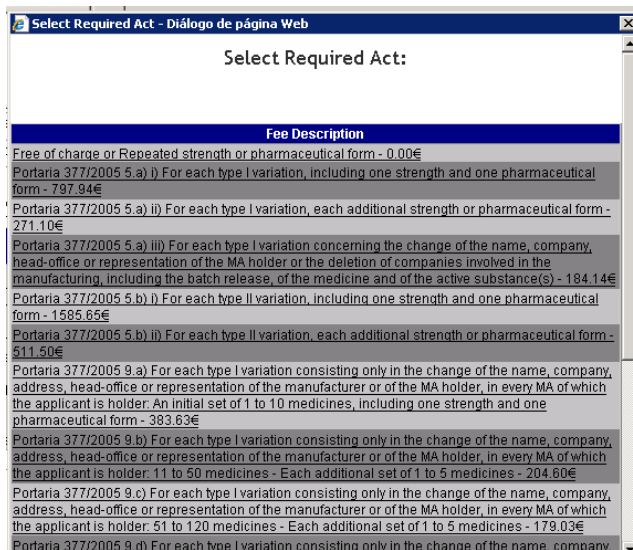 Select Required Act - Diálogo de página Web
Select Required Act:
Fee Description
Free of charge or Repeated strength or pharmaceutical form - 0.00€
Portaria 377/2005 5.a) i) For each type I variation, including one strength and one pharmaceutical
form - 797.94€
Portaria 377/2005 5.a) ii) For each type I variation, each additional strength or pharmaceutical form -
271.10€
Portaria 377/2005 5.a) iii) For each type I variation concerning the change of the name, company,
head-office or representation of the MA holder or the deletion of companies involved in the
manufacturing, including the batch release, of the medicine and of the active substance(s) - 184.14€
Portaria 377/2005 5.b) i) For each type II variation, including one strength and one pharmaceutical
form - 1585.65€
Portaria 377/2005 5.b) ii) For each type II variation, each additional strength or pharmaceutical form -
511.50€
Portaria 377/2005 9.a) For each type I variation consisting only in the change of the name, company,
address, head-office or representation of the manufacturer or of the MA holder, in every MA of which
the applicant is holder: An initial set of 1 to 10 medicines, including one strength and one
pharmaceutical form - 383.63€
Portaria 377/2005 9.b) For each type I variation consisting only in the change of the name, company,
address, head-office or representation of the manufacturer or of the MA holder, in every MA of which
the applicant is holder: 11 to 50 medicines - Each additional set of 1 to 5 medicines - 204.60€
Portaria 377/2005 9.c) For each type I variation consisting only in the change of the name, company,
address, head-office or representation of the manufacturer or of the MA holder, in every MA of which
the applicant is holder: 51 to 120 medicines - Each additional set of 1 to 5 medicines - 179.03€
Portaria 377/2005 9.d) For each type I variation consisting only in the change of the name, company,